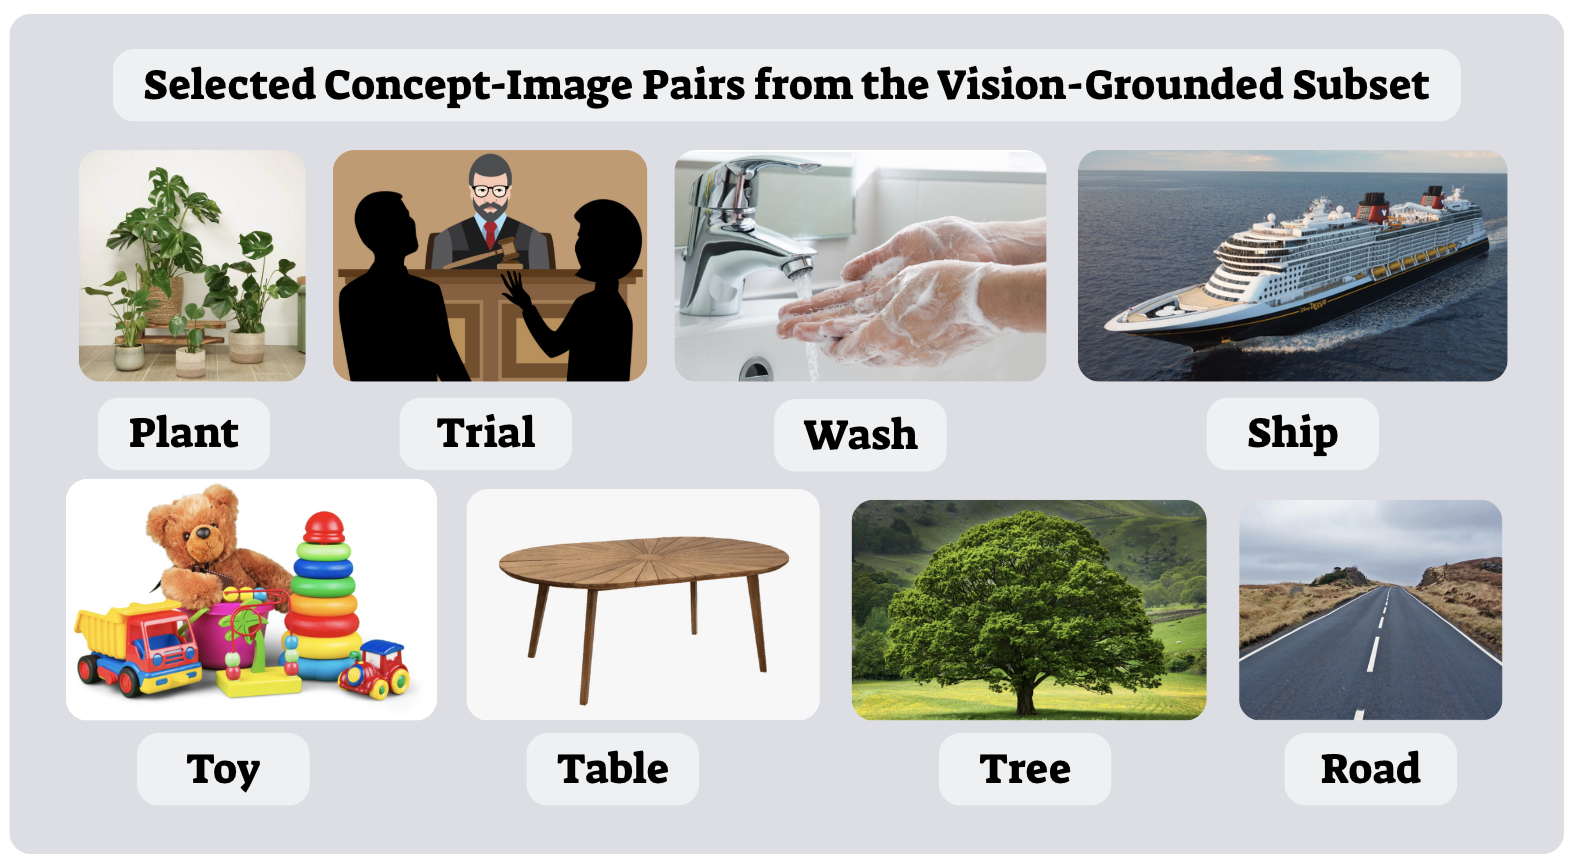 Selected Concept-Image Pairs from the Vision-Grounded Subset
Plant
Trial
Wash
Ship
Toy
Table
Tree
Road